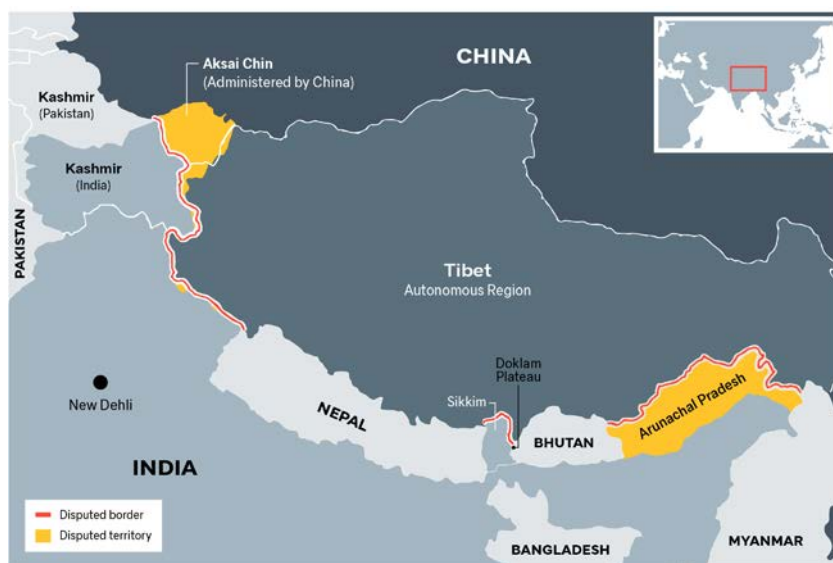 CHINA
Aksai Chin
(Administered by China)
Kashmir
(Pakistan)
Kashmir
(India)
PAKISTAN
Tibet
Autonomous Region
New Dehli
Doklam
Plateau
Sikkim
NEPAL
BHUTAN
Arunachal Pradesh
INDIA
Disputed border
Disputed territory
BANGLADESH
MYANMAR